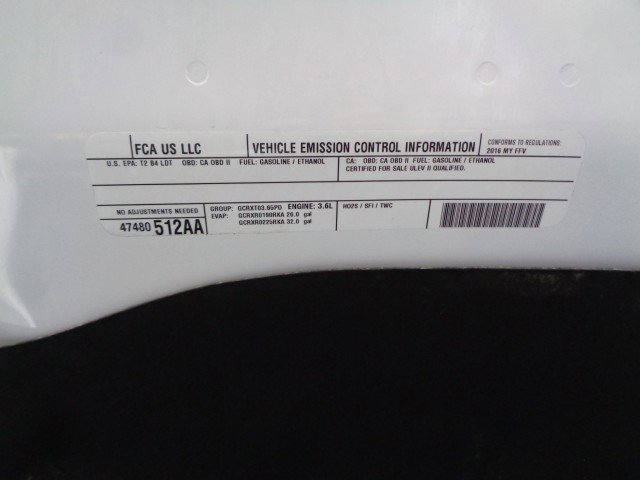 FCA US LLC
VEHICLE EMISSION CONTROL INFORMATION
CONFORMS TO REGULATIONS:
2016 MY FFV
U.S. EPA: T2 B4 LDT OBD: CA OBD II FUEL: GASOLINE / ETHANOL
CA: OBD: CA OBD II FUEL: GASOLINE / ETHANOL
CERTIFIED FOR SALE ULEV II QUALIFIED.
NO ADJUSTMENTS NEEDED
47480 512AA
GROUP: GCRXT03.65PD ENGINE: 3.6L
EVAP: GCRXR0190RKA 26.0 gal
GCRXR0225RKA 32.0 gal
HO2S / SFI / TWC